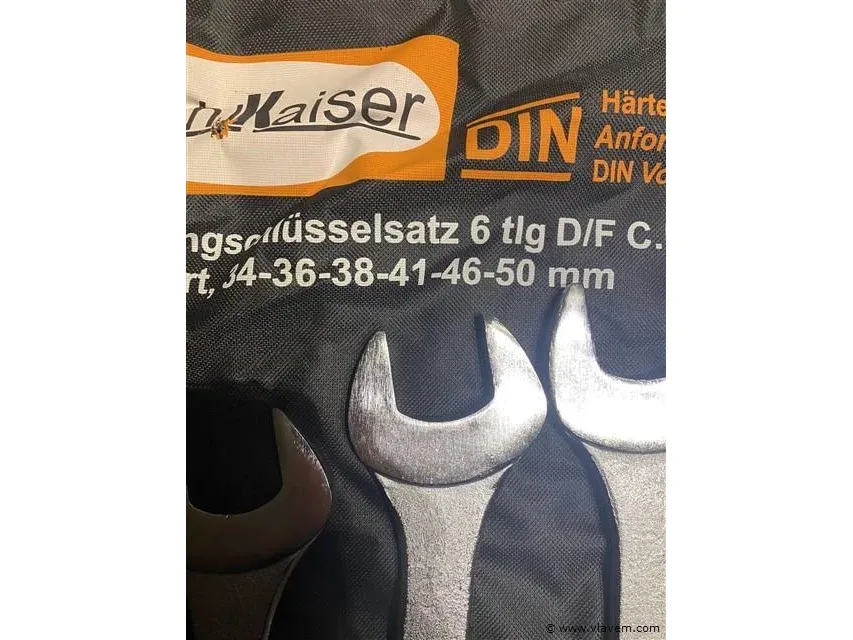 Kaiser
DIN
Härte
Anfor
DIN Vo
ngsschlüsselsatz 6 tlg D/F C.
rt, 34-36-38-41-46-50 mm
© www.vlavem.com